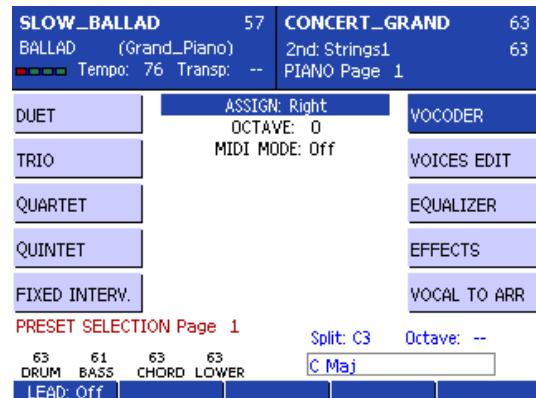 SLOW_BALLAD 57 CONCERT_GRAND 63
BALLAD (Grand_Piano) 2nd: Strings1 63
Tempo: 76 Transp: -- PIANO Page 1
DUET ASSIGN: Right VOCODER
OCTAVE: 0
TRIO MIDI MODE: Off VOICES EDIT
QUARTET EQUALIZER
QUINTET EFFECTS
FIXED INTERV. VOCAL TO ARR
PRESET SELECTION Page 1
Split: C3 Octave: --
63 61 63 63
DRUM BASS CHORD LOWER
C Maj
LEAD: Off